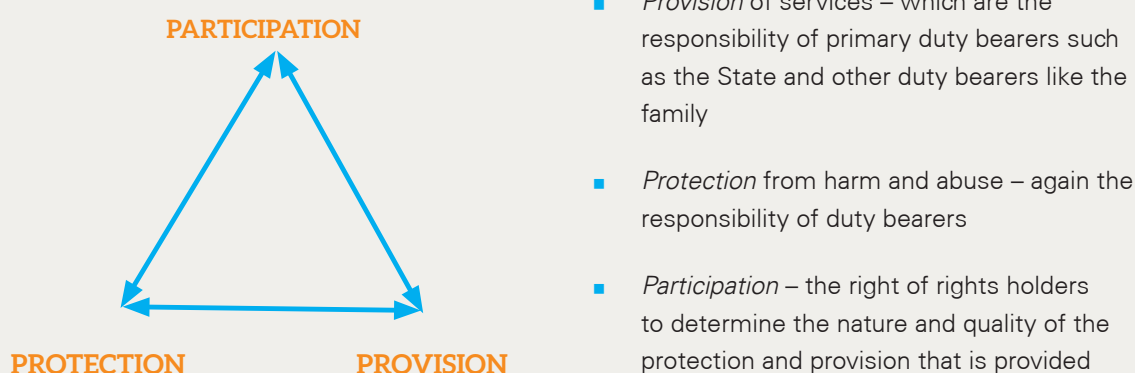 PARTICIPATION
PROTECTION
PROVISION
▪ Provision of services – which are the
responsibility of primary duty bearers such
as the State and other duty bearers like the
family
▪ Protection from harm and abuse – again the
responsibility of duty bearers
▪ Participation – the right of rights holders
to determine the nature and quality of the
protection and provision that is provided